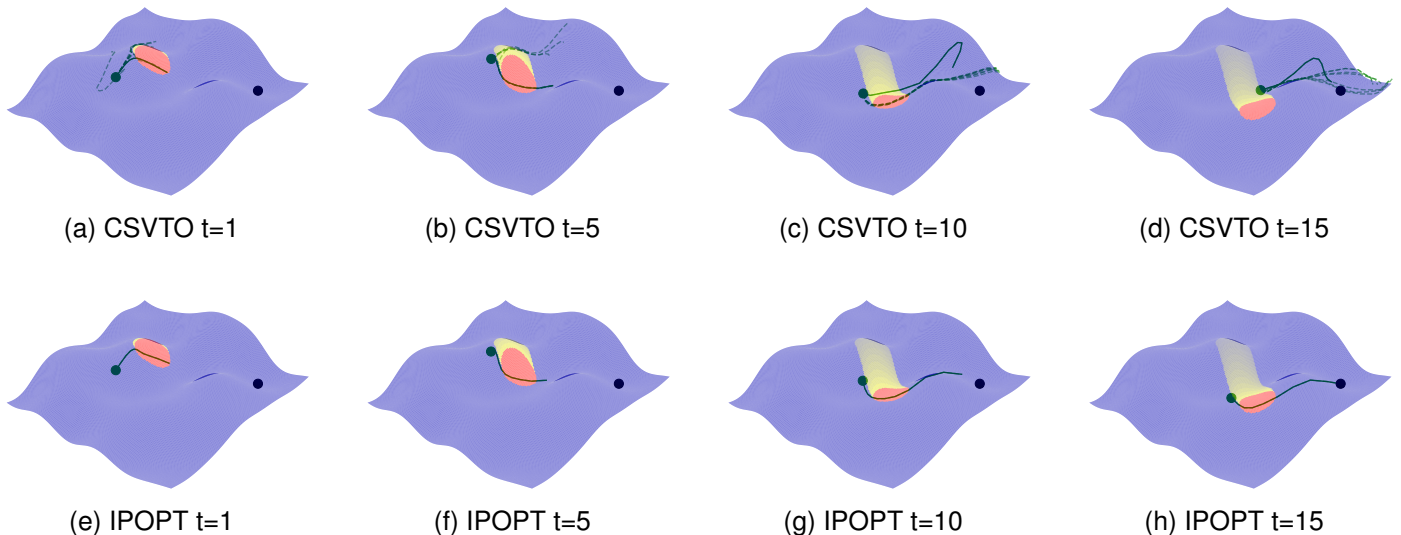 (a) CSVTO t=1
(b) CSVTO t=5
(c) CSVTO t=10
(d) CSVTO t=15
(e) IPOPT t=1
(f) IPOPT t=5
(g) IPOPT t=10
(h) IPOPT t=15